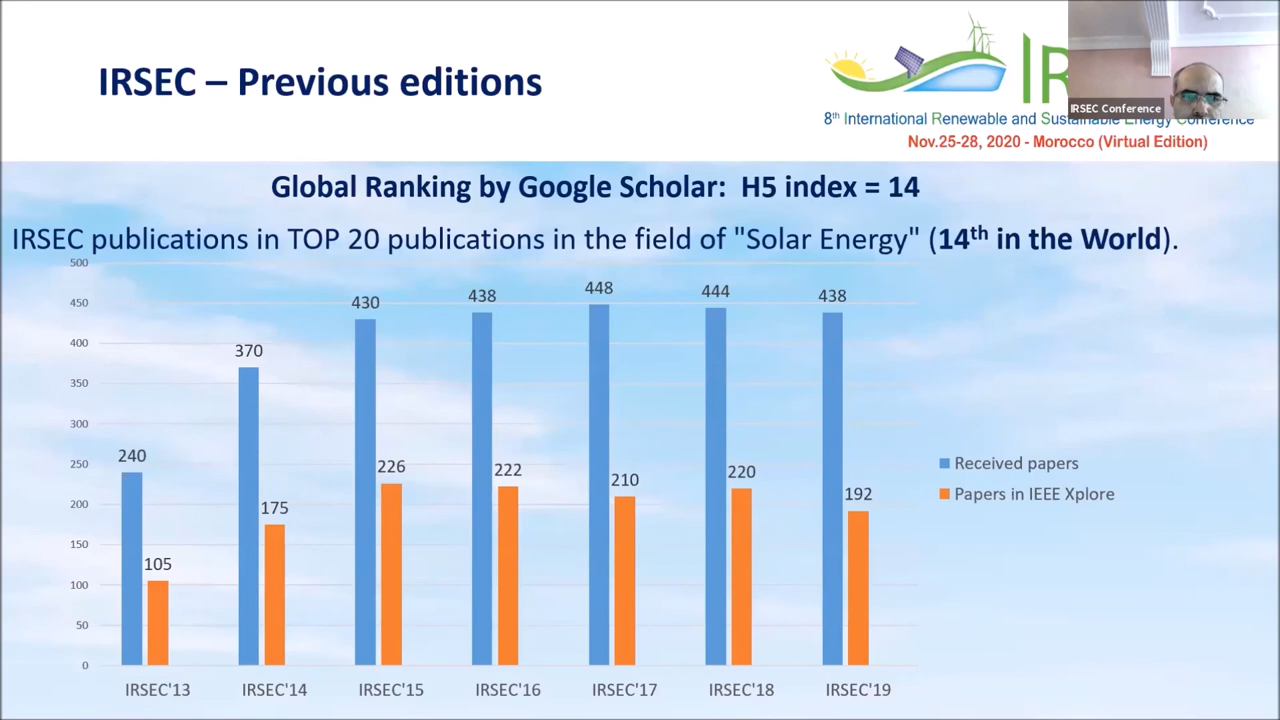 IRSEC – Previous editions
IR
IRSEC Conference
8th International Renewable and Sustainable Energy Conference
Nov.25-28, 2020 - Morocco (Virtual Edition)
Global Ranking by Google Scholar: H5 index = 14
IRSEC publications in TOP 20 publications in the field of "Solar Energy" (14th in the World).
500
450
400
350
300
250
200
150
100
50
0
240
105
370
175
430
226
438
222
448
210
444
220
438
192
IRSEC'13
IRSEC'14
IRSEC'15
IRSEC'16
IRSEC'17
IRSEC'18
IRSEC'19
Received papers
Papers in IEEE Xplore